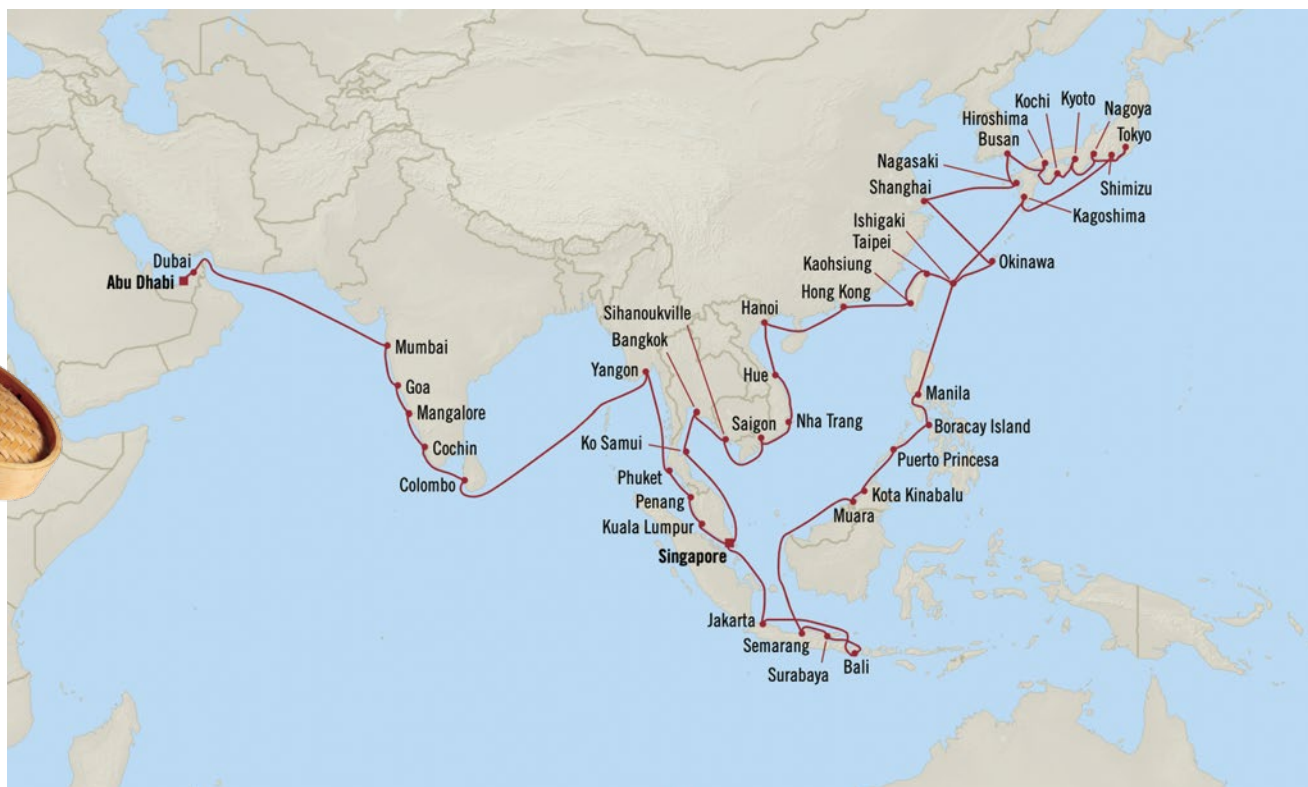 Kochi
Kyoto
Nagoya
Hiroshima
Busan
Tokyo
Nagasaki
Shanghai
Shimizu
Ishigaki
Kagoshima
Taipei
Kaohsiung
Okinawa
Dubai
Abu Dhabi
Hong Kong
Sihanoukville
Hanoi
Bangkok
Mumbai
Yangon
Hue
Goa
Manila
Mangalore
Saigon
Nha Trang
Boracay Island
Cochin
Ko Samui
Puerto Princesa
Colombo
Phuket
Penang
Kota Kinabalu
Muara
Kuala Lumpur
Singapore
Jakarta
Semarang
Bali
Surabaya